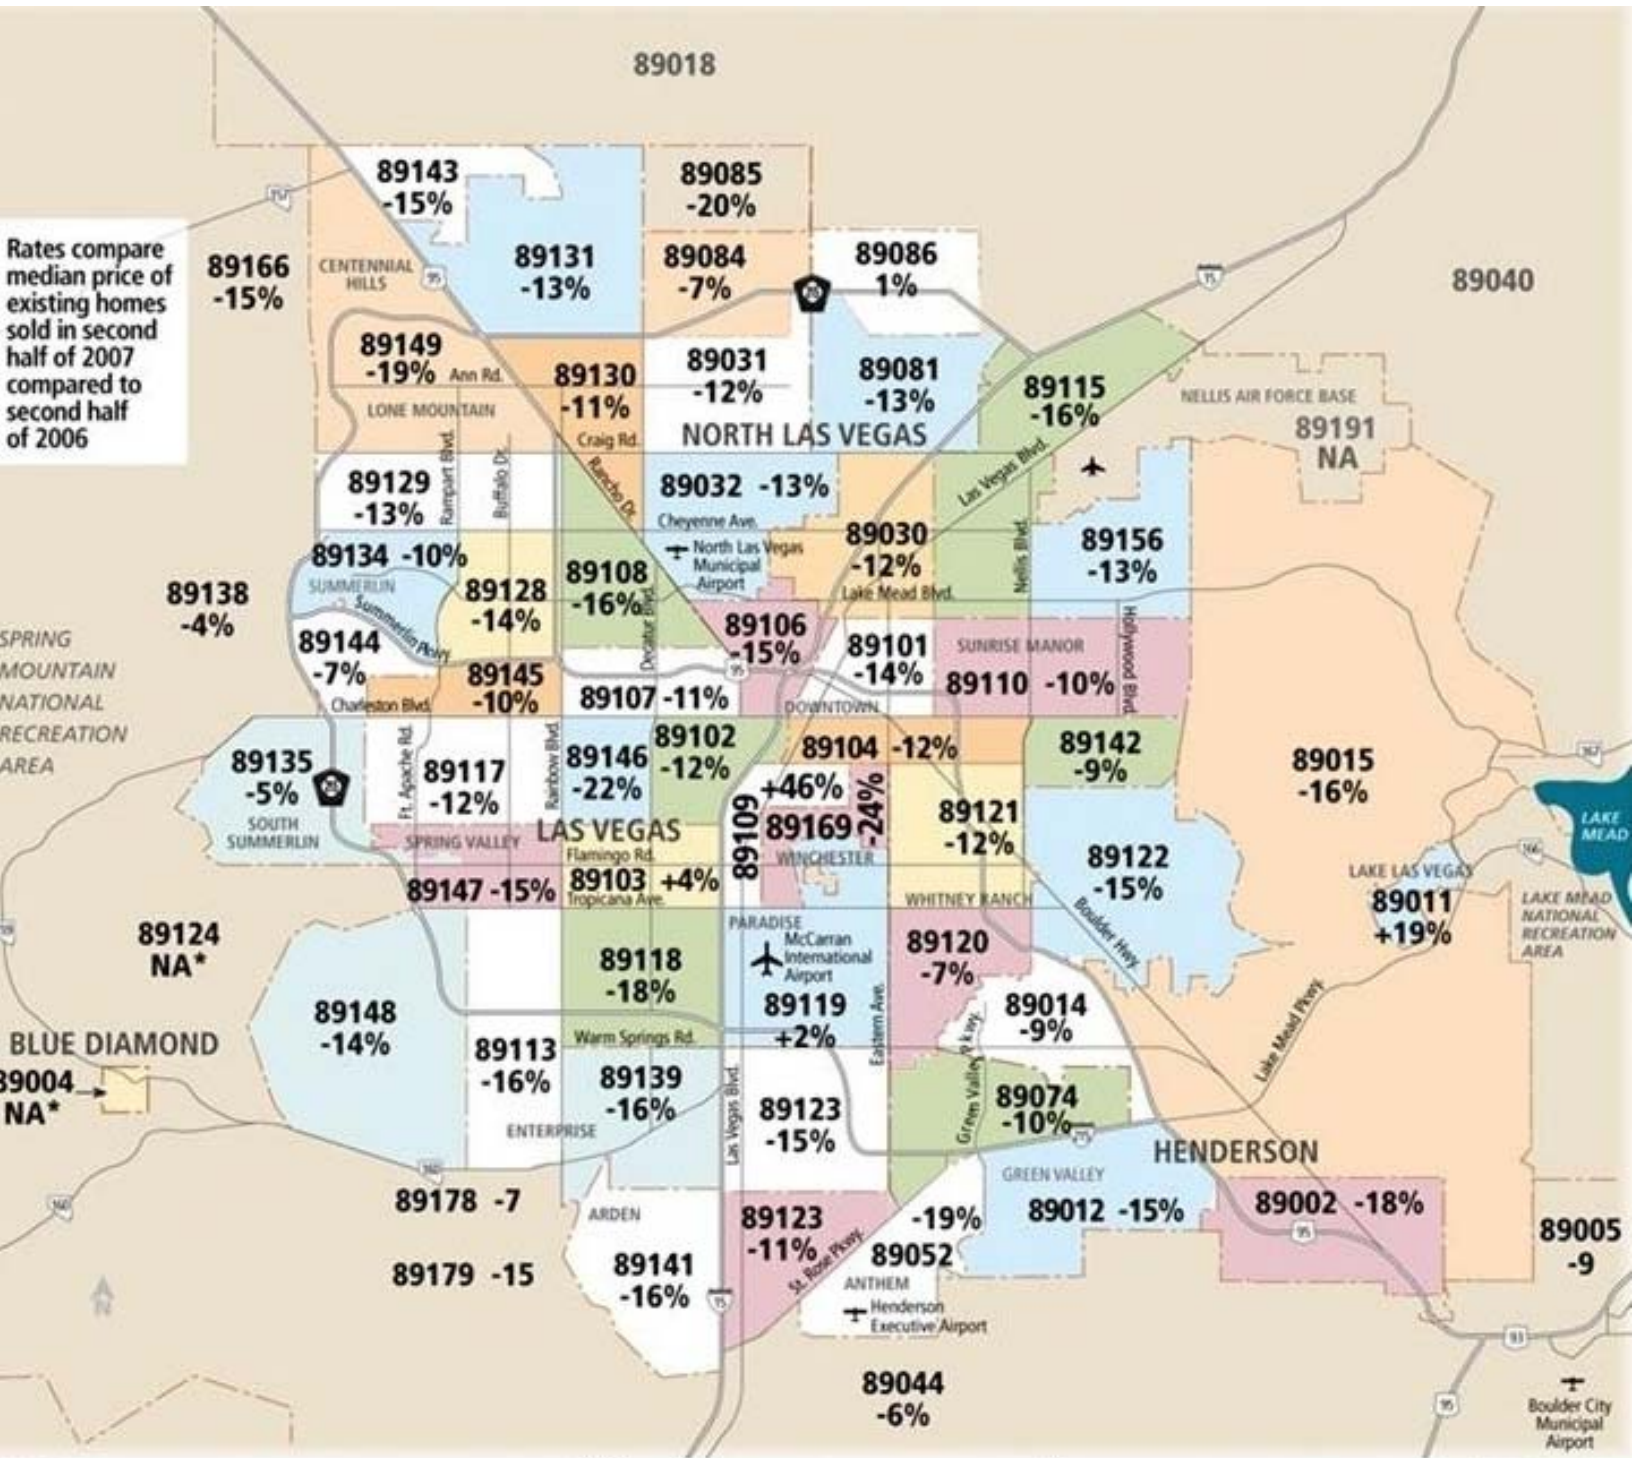 89018
89143
-15%
89085
-20%
Rates compare
median price of
existing homes
sold in second
half of 2007
compared to
second half
of 2006
89166
-15%
CENTENNIAL
HILLS
95
89131
-13%
89084
-7%
89086
1%
15
89040
89149
-19%
Ann Rd.
LONE MOUNTAIN
89130
-11%
Craig Rd.
89031
-12%
89081
-13%
NORTH LAS VEGAS
89115
-16%
NELLIS AIR FORCE BASE
89191
NA
89129
-13%
Rampart Blvd.
Buffalo Dr.
Rancho Dr.
89032 -13%
Cheyenne Ave.
Las Vegas Blvd.
89030
-12%
Lake Mead Blvd.
Nellis Blvd.
89156
-13%
North Las Vegas
Municipal
Airport
89134 -10%
SUMMERLIN
Summerlin Pkwy.
89128
-14%
89108
-16%
Decatur Blvd.
89138
-4%
SPRING
MOUNTAIN
NATIONAL
RECREATION
AREA
89144
-7%
89106
-15%
89101
-14%
SUNRISE MANOR
89110 -10%
Hollywood Blvd.
89145
-10%
Charleston Blvd.
89107 -11%
DOWNTOWN
89135
-5%
SOUTH
SUMMERLIN
Ft. Apache Rd.
89117
-12%
Rainbow Blvd.
89146
-22%
89102
-12%
89104 -12%
89142
-9%
89015
-16%
+46%
89109
89169
-24%
WINCHESTER
89121
-12%
LAKE
MEAD
SPRING VALLEY
LAS VEGAS
Flamingo Rd.
89122
-15%
LAKE LAS VEGAS
89011
+19%
LAKE MEAD
NATIONAL
RECREATION
AREA
89147 -15%
89103 +4%
Tropicana Ave.
WHITNEY RANCH
Boulder Hwy.
89124
NA*
PARADISE
McCarran
International
Airport
89120
-7%
89118
-18%
89119
+2%
Eastern Ave.
89014
-9%
89148
-14%
BLUE DIAMOND
89004
NA*
Warm Springs Rd.
89113
-16%
89139
-16%
ENTERPRISE
Las Vegas Blvd.
89123
-15%
Green Valley Pkwy.
89074
-10%
Lake Mead Pkwy.
HENDERSON
160
160
89178 -7
89179 -15
ARDEN
89141
-16%
15
89123
-11%
St. Rose Pkwy.
-19%
89052
ANTHEM
Henderson
Executive Airport
GREEN VALLEY
89012 -15%
89002 -18%
95
89005
-9
93
95
89044
-6%
Boulder City
Municipal
Airport
N